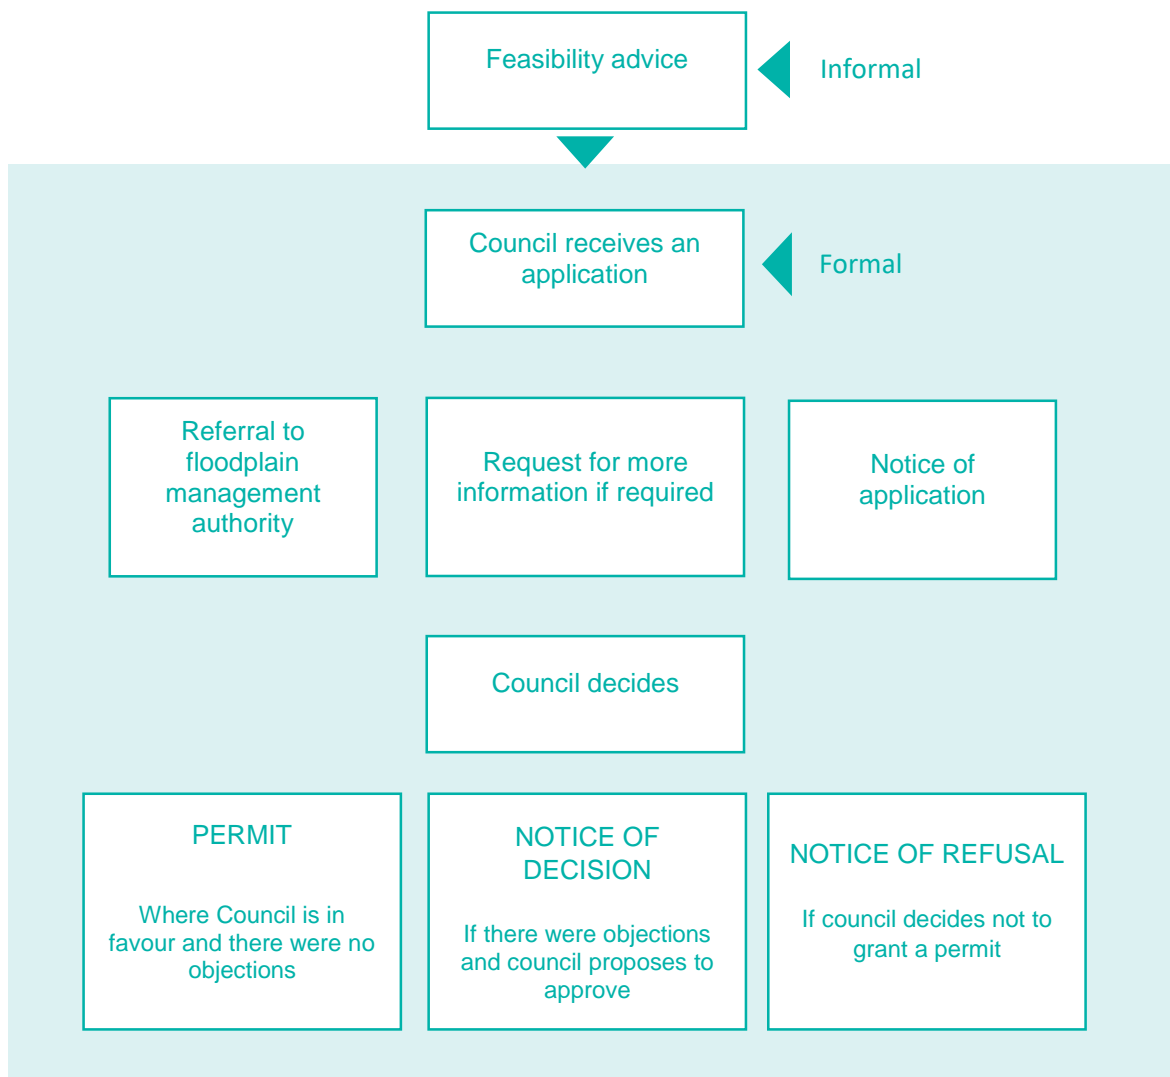 Feasibility advice
Informal
Council receives an
application
Formal
Referral to
floodplain
management
authority
Request for more
information if required
Notice of
application
Council decides
PERMIT
Where Council is in
favour and there were no
objections
NOTICE OF
DECISION
If there were objections
and council proposes to
approve
NOTICE OF REFUSAL
If council decides not to
grant a permit